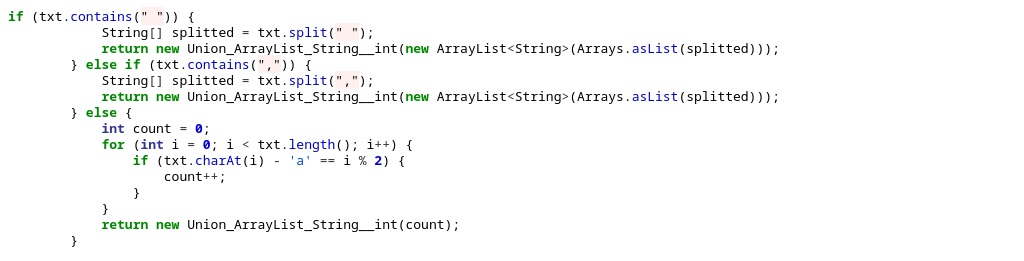 if (txt.contains(" ")) {
            String[] splitted = txt.split(" ");
            return new Union_ArrayList_String__int(new ArrayList<String>(Arrays.asList(splitted)));
        } else if (txt.contains(",")) {
            String[] splitted = txt.split(",");
            return new Union_ArrayList_String__int(new ArrayList<String>(Arrays.asList(splitted)));
        } else {
            int count = 0;
            for (int i = 0; i < txt.length(); i++) {
                if (txt.charAt(i) - 'a' == i % 2) {
                    count++;
                }
            }
            return new Union_ArrayList_String__int(count);
        }